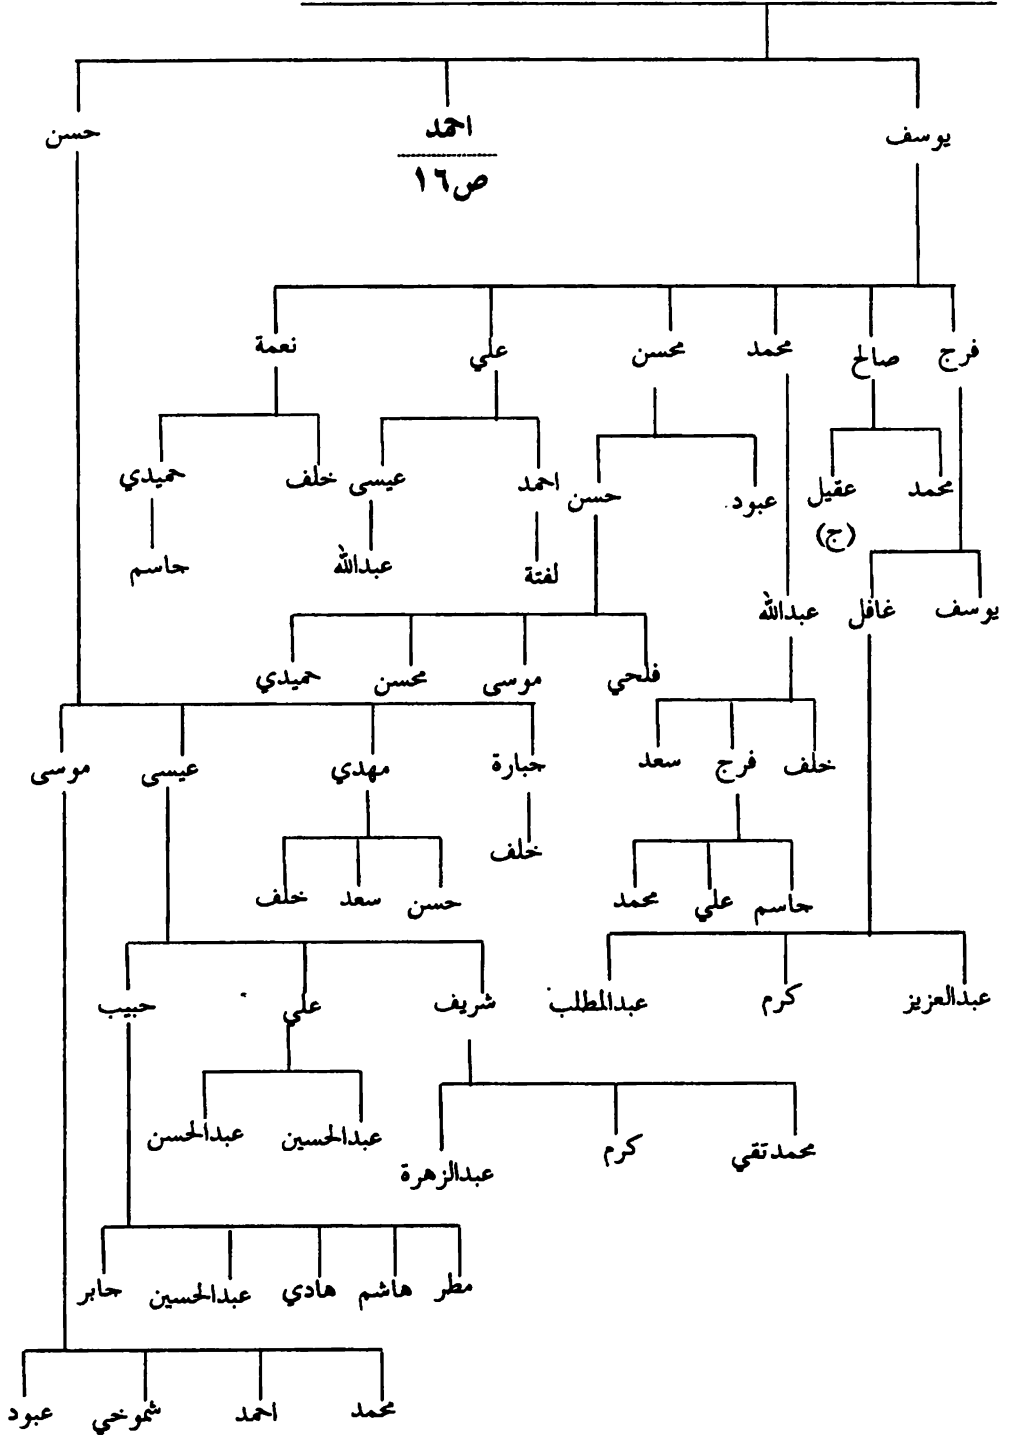 يوسف احمد حسن
ص١٦
فرج صالح محمد محسن علي نعمة
محمد عقيل عبود حسن احمد عيسى خلف حميدي
(ج)
لفتة عبدالله حاسم
يوسف غافل عبدالله
فلحي موسى محسن حميدي
خلف فرج سعد حبارة مهدي عيسى موسى
خلف
حاسم علي محمد حسن سعد خلف
عبدالعزيز كرم عبدالمطلب شريف علي حبيب
عبدالحسين عبدالحسن
محمدتقي كرم عبدالزهرة
مطر هاشم هادي عبدالحسين حابر
محمد احمد شموخي عبود